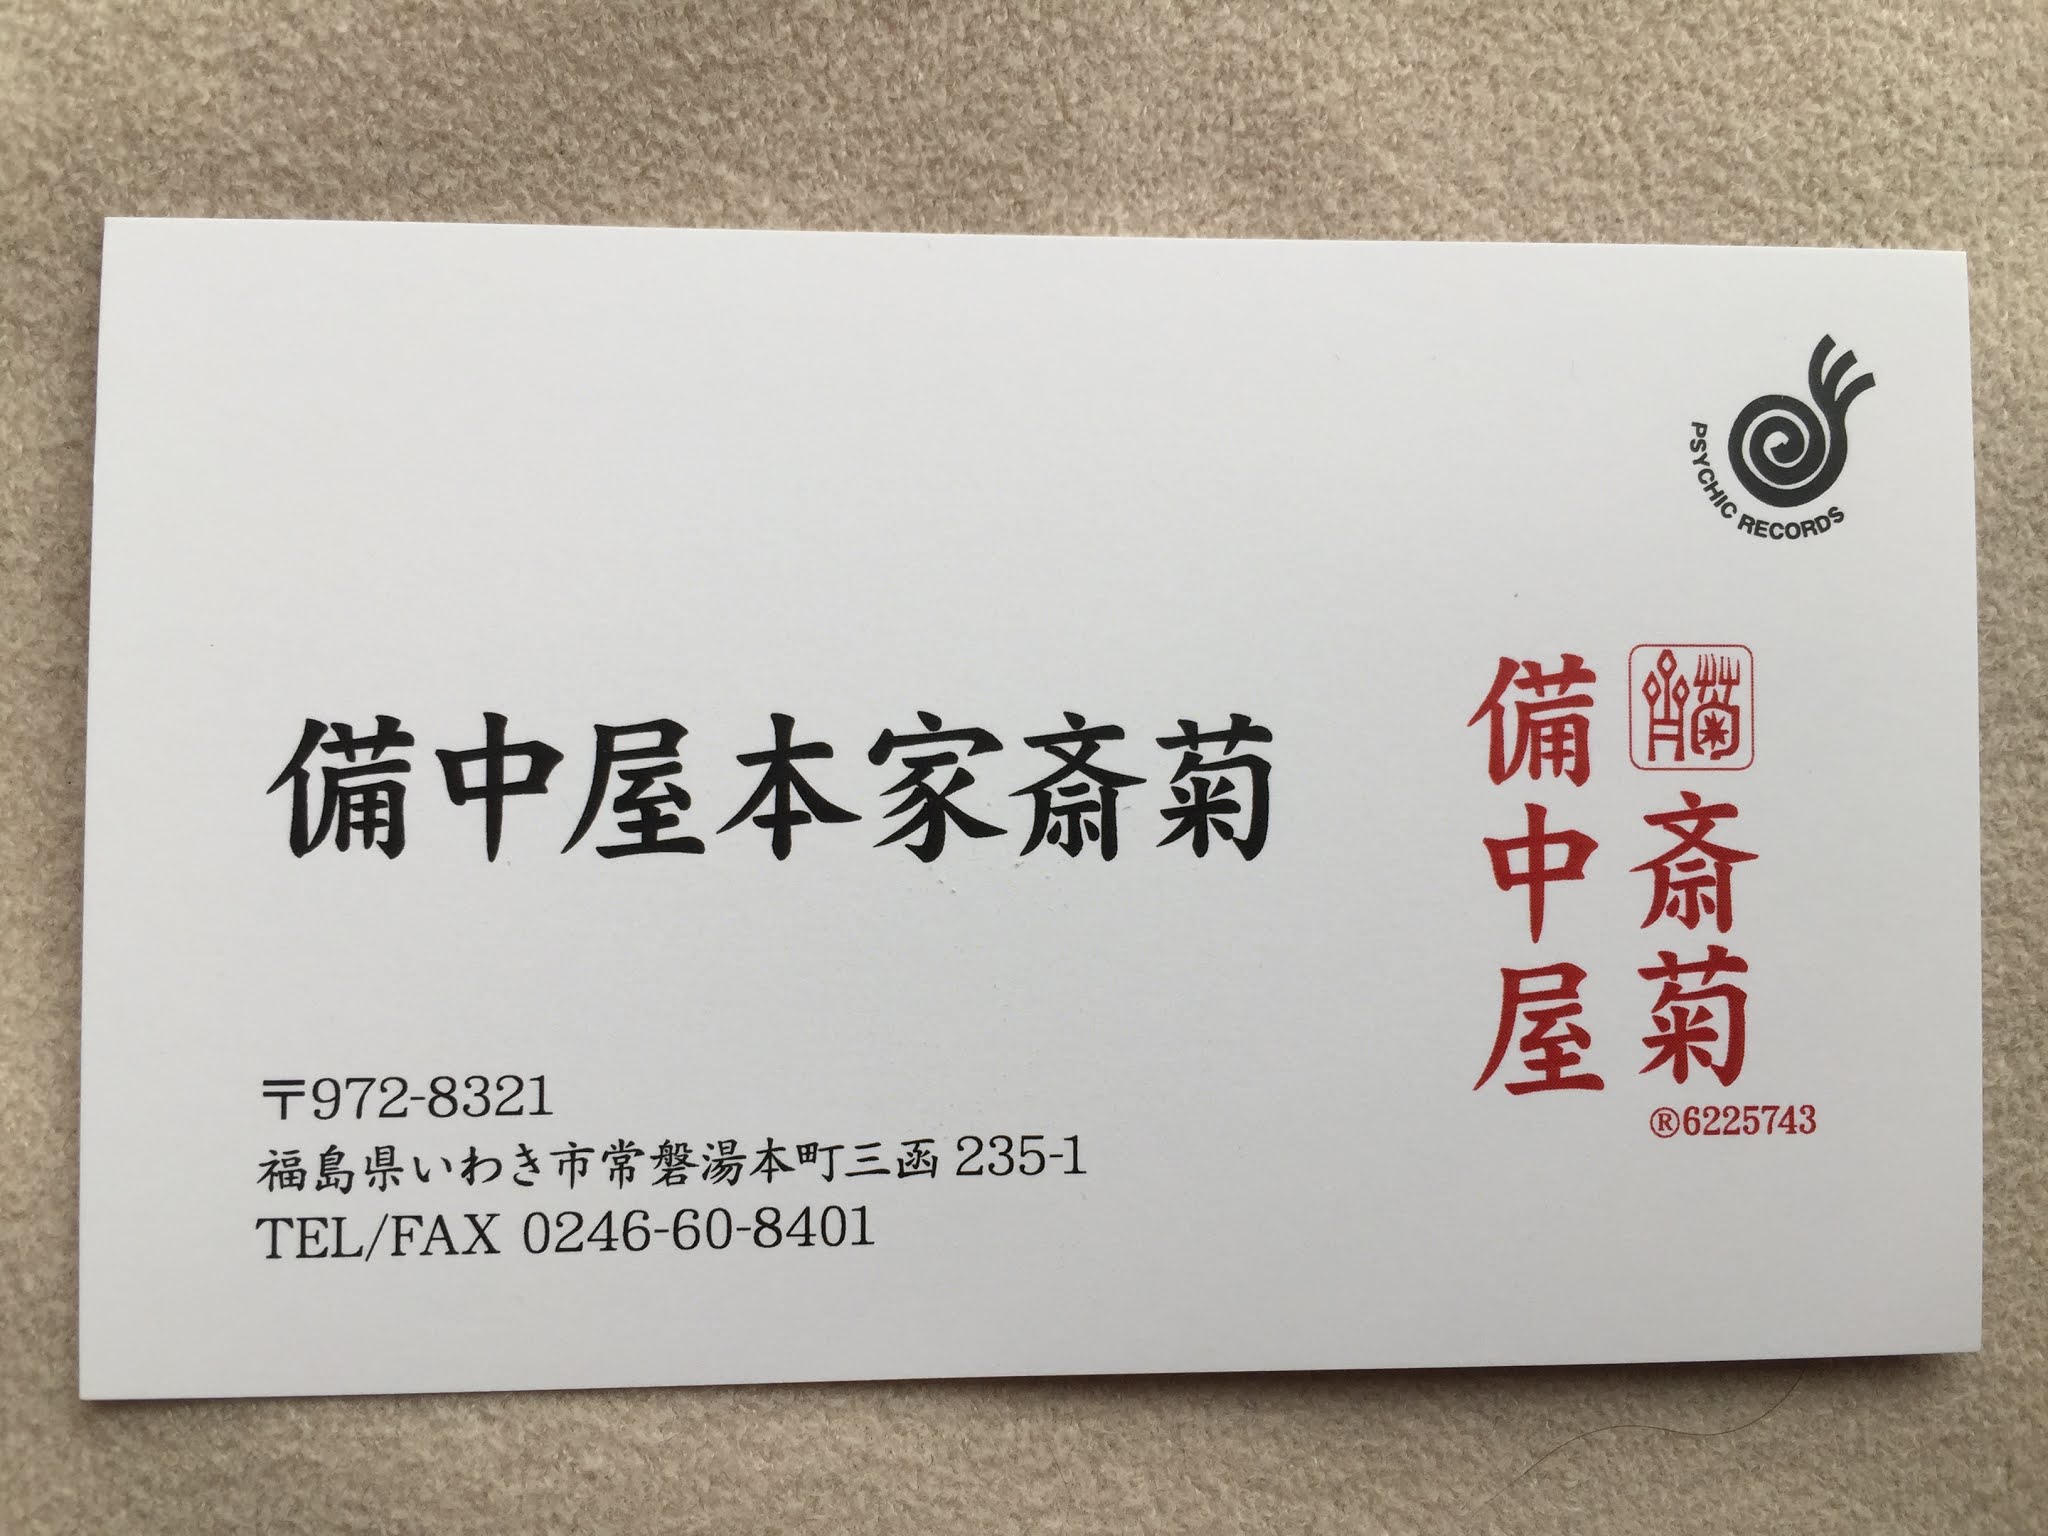 PSYCHIC RECORDS
備中屋本家斎菊
斎菊
備中屋
®6225743
〒972-8321
福島県いわき市常磐湯本町三函 235-1
TEL/FAX 0246-60-8401